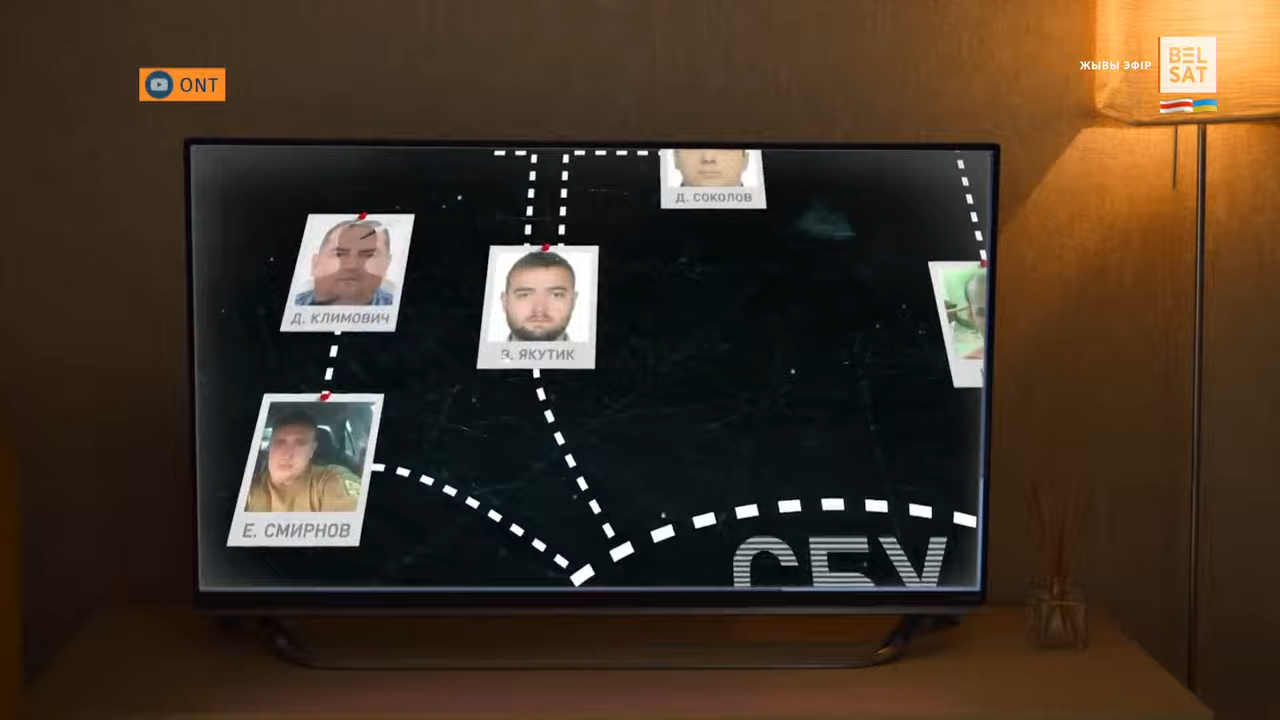 ONT
ЖЫВЫ ЭФІР
BEL
SAT
Д. СОКОЛОВ
Д. КЛИМОВИЧ
Э. ЯКУТИК
Е. СМИРНОВ
СБУ